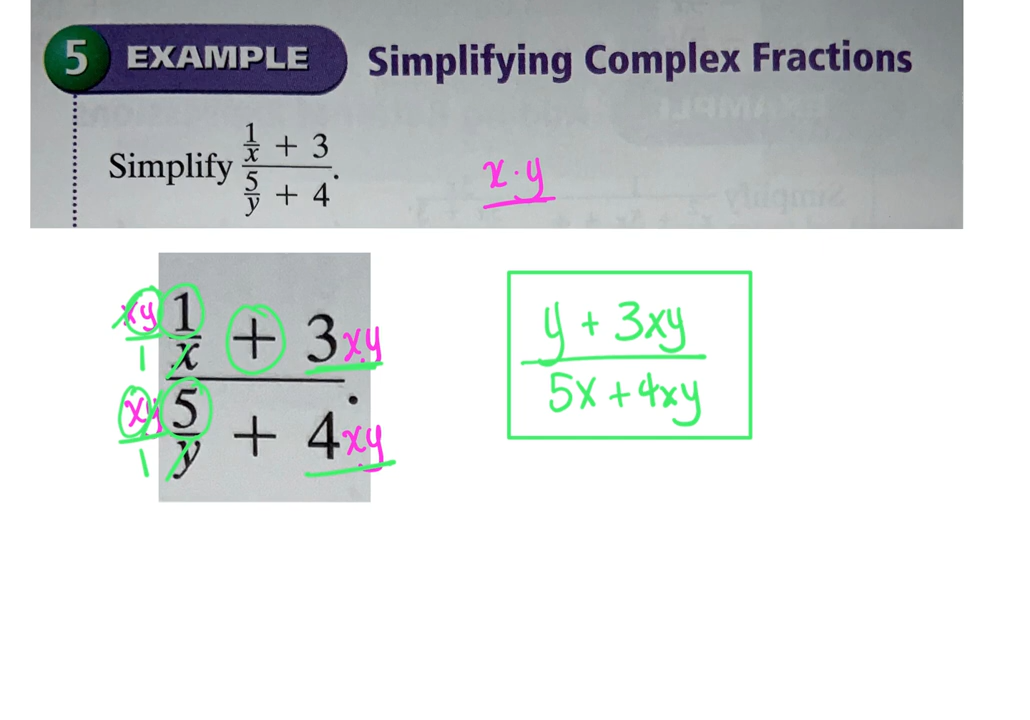 5 EXAMPLE Simplifying Complex Fractions
1/x + 3
Simplify ─── .
5/y + 4
x·y
xy/1 1/x + 3xy
xy/1 5/y + 4xy .
y + 3xy
5x + 4xy